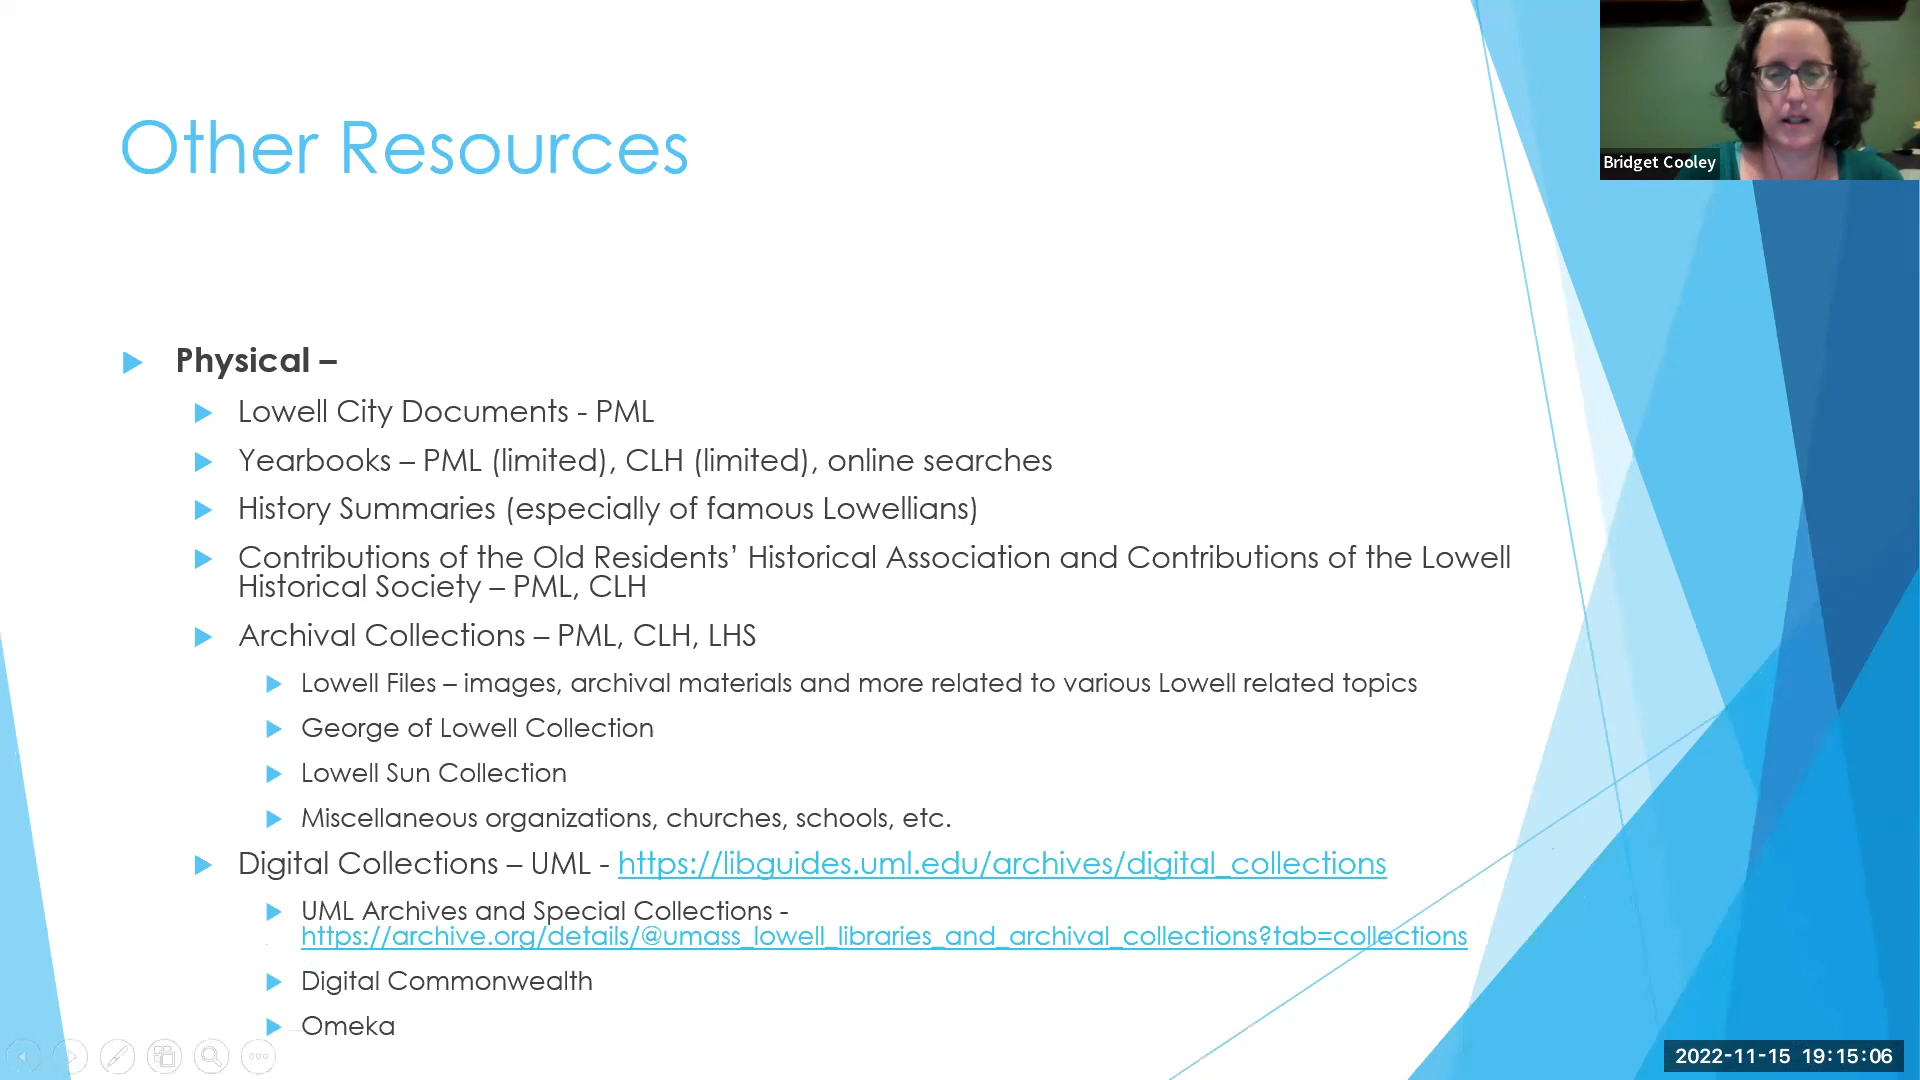 Other Resources
Bridget Cooley
Physical –
Lowell City Documents - PML
Yearbooks – PML (limited), CLH (limited), online searches
History Summaries (especially of famous Lowellians)
Contributions of the Old Residents’ Historical Association and Contributions of the Lowell
Historical Society – PML, CLH
Archival Collections – PML, CLH, LHS
Lowell Files – images, archival materials and more related to various Lowell related topics
George of Lowell Collection
Lowell Sun Collection
Miscellaneous organizations, churches, schools, etc.
Digital Collections – UML - https://libguides.uml.edu/archives/digital_collections
UML Archives and Special Collections -
https://archive.org/details/@umass_lowell_libraries_and_archival_collections?tab=collections
Digital Commonwealth
Omeka
2022-11-15 19:15:06